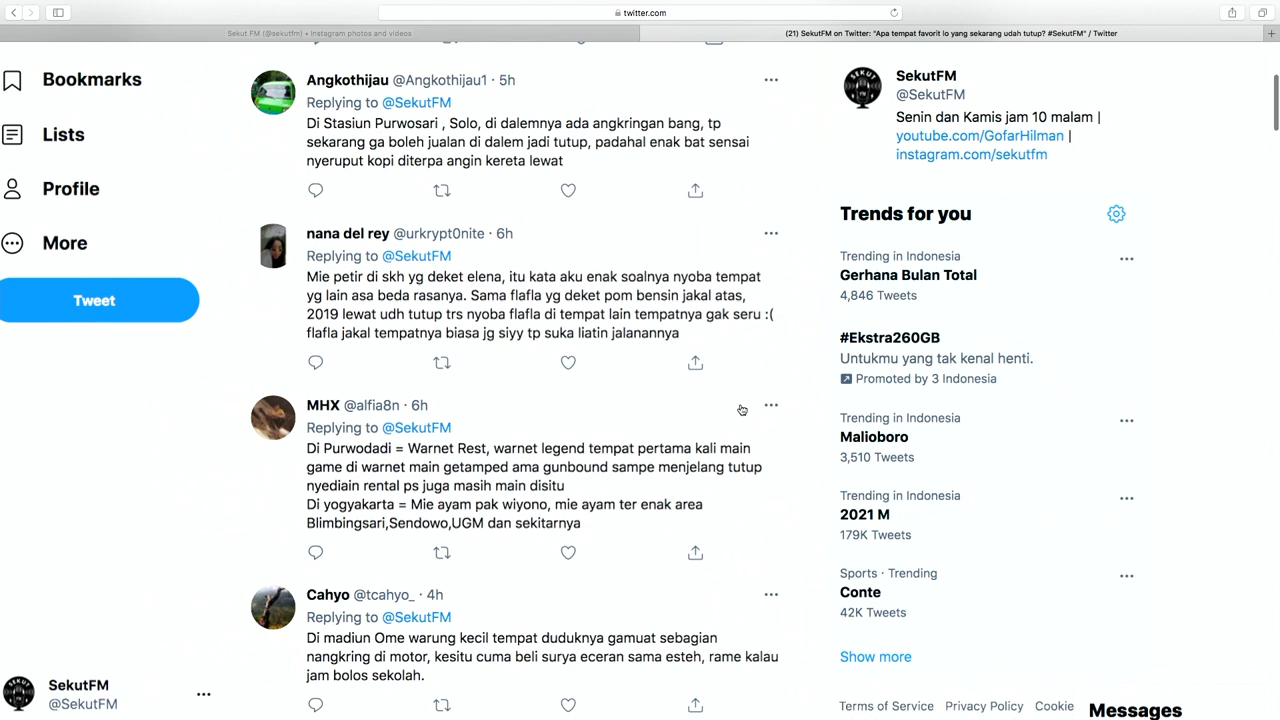 twitter.com
Sekut FM (@sekutfm) • Instagram photos and videos
(21) SekutFM on Twitter: "Apa tempat favorit lo yang sekarang udah tutup? #SekutFM" / Twitter
Bookmarks
Lists
Profile
More
Tweet
SekutFM
@SekutFM
Angkothijau @Angkothijau1 · 5h
Replying to @SekutFM
Di Stasiun Purwosari , Solo, di dalemnya ada angkringan bang, tp
sekarang ga boleh jualan di dalem jadi tutup, padahal enak bat sensai
nyeruput kopi diterpa angin kereta lewat
nana del rey @urkrypt0nite · 6h
Replying to @SekutFM
Mie petir di skh yg deket elena, itu kata aku enak soalnya nyoba tempat
yg lain asa beda rasanya. Sama flafla yg deket pom bensin jakal atas,
2019 lewat udh tutup trs nyoba flafla di tempat lain tempatnya gak seru :(
flafla jakal tempatnya biasa jg siyy tp suka liatin jalanannya
MHX @alfia8n · 6h
Replying to @SekutFM
Di Purwodadi = Warnet Rest, warnet legend tempat pertama kali main
game di warnet main getamped ama gunbound sampe menjelang tutup
nyediain rental ps juga masih main disitu
Di yogyakarta = Mie ayam pak wiyono, mie ayam ter enak area
Blimbingsari,Sendowo,UGM dan sekitarnya
Cahyo @tcahyo_ · 4h
Replying to @SekutFM
Di madiun Ome warung kecil tempat duduknya gamuat sebagian
nangkring di motor, kesitu cuma beli surya eceran sama esteh, rame kalau
jam bolos sekolah.
SekutFM
@SekutFM
Senin dan Kamis jam 10 malam |
youtube.com/GofarHilman |
instagram.com/sekutfm
Trends for you
Trending in Indonesia
Gerhana Bulan Total
4,846 Tweets
#Ekstra260GB
Untukmu yang tak kenal henti.
Promoted by 3 Indonesia
Trending in Indonesia
Malioboro
3,510 Tweets
Trending in Indonesia
2021 M
179K Tweets
Sports · Trending
Conte
42K Tweets
Show more
Terms of Service Privacy Policy Cookie
Messages